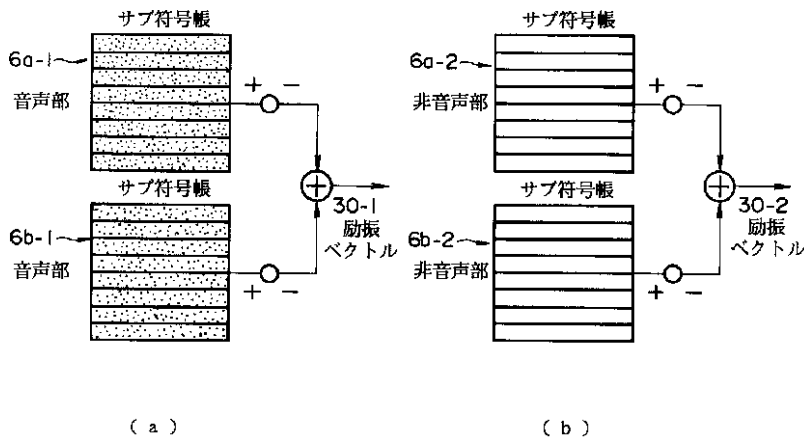 サブ符号帳
6a-1
音声部
+ -
サブ符号帳
6b-1
音声部
+ -
+
30-1
励振
ベクトル
( a )
サブ符号帳
6a-2
非音声部
+ -
サブ符号帳
6b-2
非音声部
+ -
+
30-2
励振
ベクトル
( b )